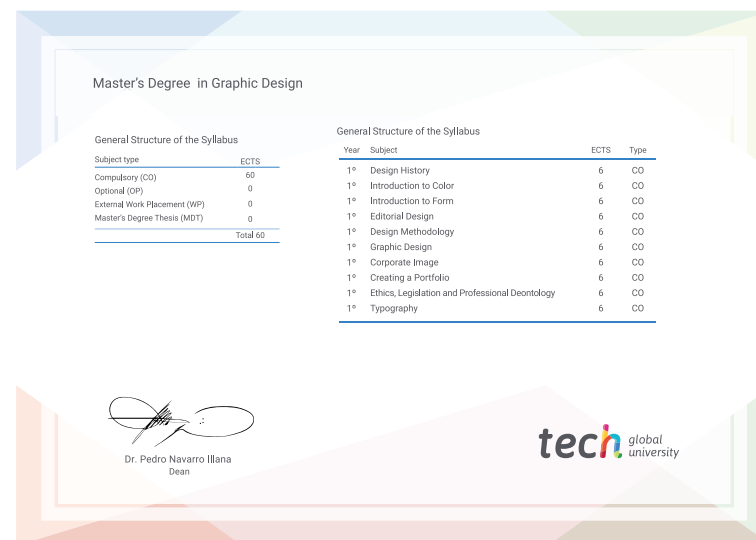 Master's Degree in Graphic Design
General Structure of the Syllabus
Subject type ECTS
Compulsory (CO) 60
Optional (OP) 0
External Work Placement (WP) 0
Master's Degree Thesis (MDT) 0
Total 60
General Structure of the Syllabus
Year Subject ECTS Type
1º Design History 6 CO
1º Introduction to Color 6 CO
1º Introduction to Form 6 CO
1º Editorial Design 6 CO
1º Design Methodology 6 CO
1º Graphic Design 6 CO
1º Corporate Image 6 CO
1º Creating a Portfolio 6 CO
1º Ethics, Legislation and Professional Deontology 6 CO
1º Typography 6 CO
Dr. Pedro Navarro Illana
Dean
tech global
university